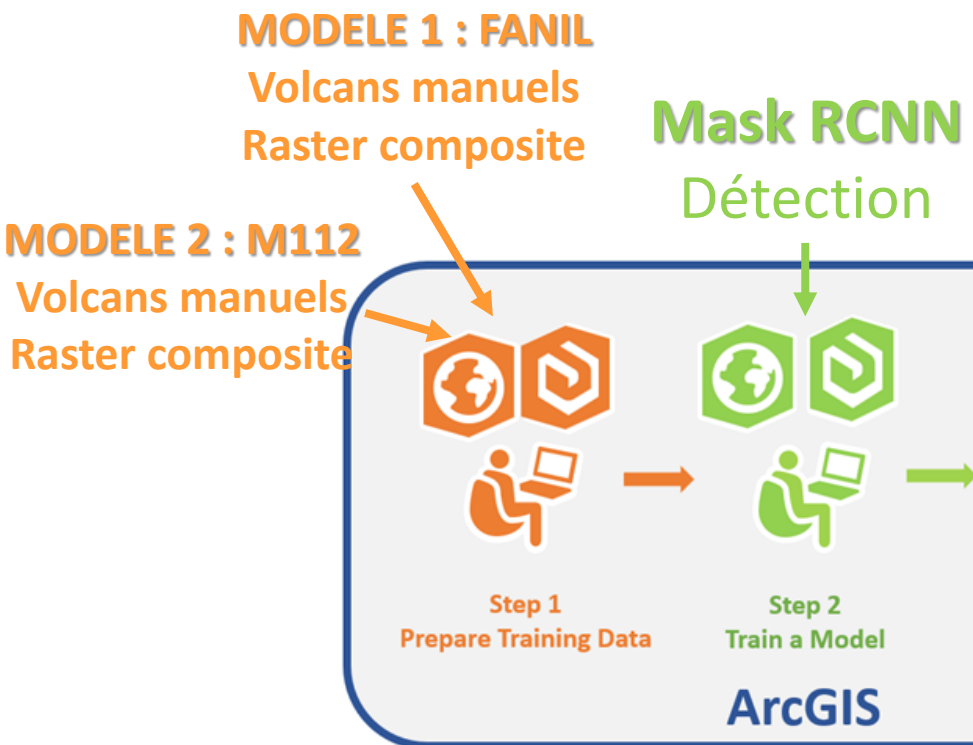 MODELE 1 : FANIL
Volcans manuels
Raster composite
Mask RCNN
Détection
MODELE 2 : M112
Volcans manuels
Raster composite
Step 1
Prepare Training Data
Step 2
Train a Model
ArcGIS